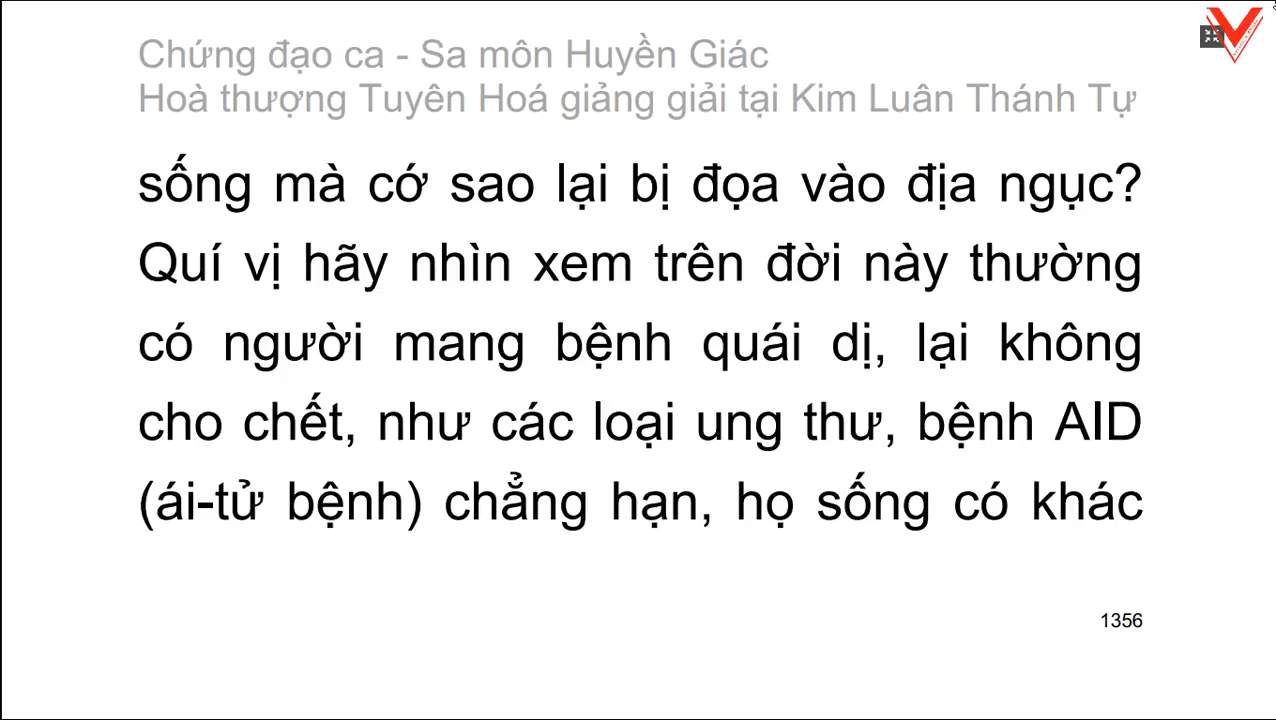 Chứng đạo ca - Sa môn Huyền Giác
Hoà thượng Tuyên Hoá giảng giải tại Kim Luân Thánh Tự
sống mà cớ sao lại bị đọa vào địa ngục?
Quí vị hãy nhìn xem trên đời này thường
có người mang bệnh quái dị, lại không
cho chết, như các loại ung thư, bệnh AID
(ái-tử bệnh) chẳng hạn, họ sống có khác
1356